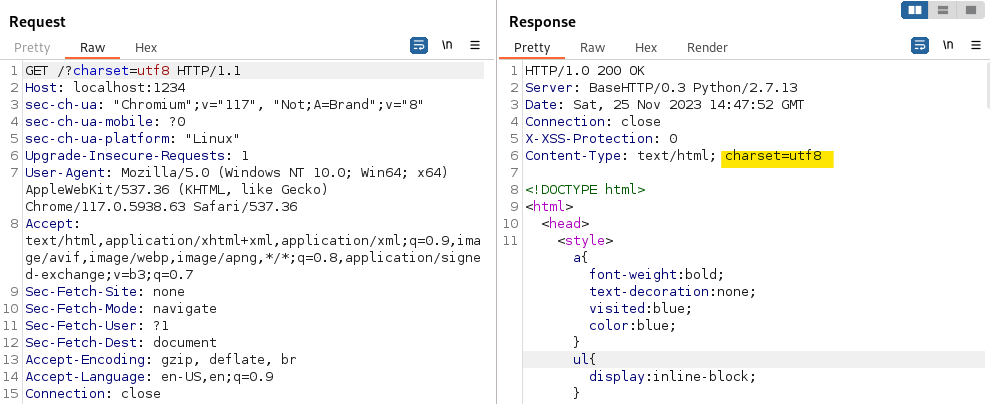 Request
Pretty Raw Hex \n
1 GET /?charset=utf8 HTTP/1.1
2 Host: localhost:1234
3 sec-ch-ua: "Chromium";v="117", "Not;A=Brand";v="8"
4 sec-ch-ua-mobile: ?0
5 sec-ch-ua-platform: "Linux"
6 Upgrade-Insecure-Requests: 1
7 User-Agent: Mozilla/5.0 (Windows NT 10.0; Win64; x64)
AppleWebKit/537.36 (KHTML, like Gecko)
Chrome/117.0.5938.63 Safari/537.36
8 Accept:
text/html,application/xhtml+xml,application/xml;q=0.9,ima
ge/avif,image/webp,image/apng,*/*;q=0.8,application/signe
d-exchange;v=b3;q=0.7
9 Sec-Fetch-Site: none
10 Sec-Fetch-Mode: navigate
11 Sec-Fetch-User: ?1
12 Sec-Fetch-Dest: document
13 Accept-Encoding: gzip, deflate, br
14 Accept-Language: en-US,en;q=0.9
15 Connection: close
Response
Pretty Raw Hex Render \n
1 HTTP/1.0 200 OK
2 Server: BaseHTTP/0.3 Python/2.7.13
3 Date: Sat, 25 Nov 2023 14:47:52 GMT
4 Connection: close
5 X-XSS-Protection: 0
6 Content-Type: text/html; charset=utf8
7
8 <!DOCTYPE html>
9 <html>
10 <head>
11 <style>
a{
font-weight:bold;
text-decoration:none;
visited:blue;
color:blue;
}
ul{
display:inline-block;
}